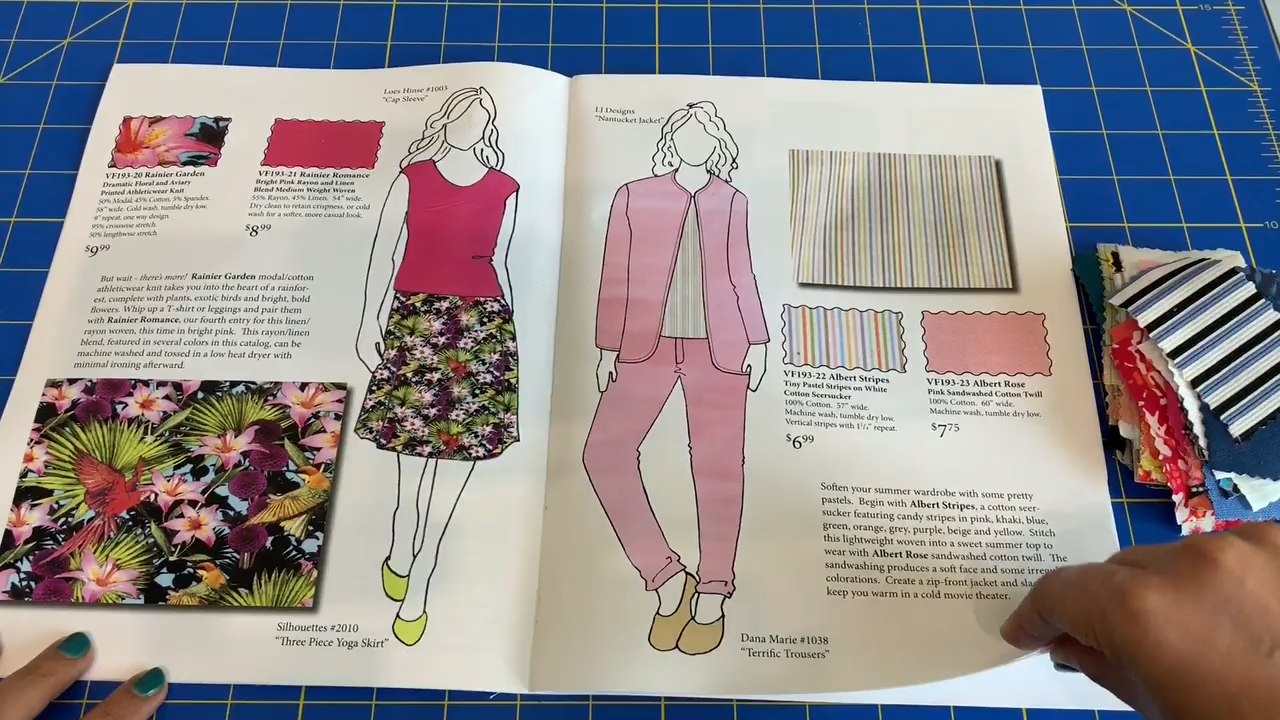 Loes Hinse #1003
"Cap Sleeve"
VF193-20 Rainier Garden
Dramatic Floral and Aviary
Printed Athleticwear Knit
50% Modal, 45% Cotton, 5% Spandex.
58" wide. Cold wash, tumble dry low.
9" repeat, one way design.
95% crosswise stretch.
50% lengthwise stretch.
$9.99
VF193-21 Rainier Romance
Bright Pink Rayon and Linen
Blend Medium Weight Woven
55% Rayon, 45% Linen. 54" wide.
Dry clean to retain crispness, or cold
wash for a softer, more casual look.
$8.99
But wait - there's more! Rainier Garden modal/cotton
athleticwear knit takes you into the heart of a rainfor-
est, complete with plants, exotic birds and bright, bold
flowers. Whip up a T-shirt or leggings and pair them
with Rainier Romance, our fourth entry for this linen/
rayon woven, this time in bright pink. This rayon/linen
blend, featured in several colors in this catalog, can be
machine washed and tossed in a low heat dryer with
minimal ironing afterward.
Silhouettes #2010
"Three Piece Yoga Skirt"
LJ Designs
"Nantucket Jacket"
VF193-22 Albert Stripes
Tiny Pastel Stripes on White
Cotton Seersucker
100% Cotton. 57" wide.
Machine wash, tumble dry low.
Vertical stripes with 1¼" repeat.
$6.99
VF193-23 Albert Rose
Pink Sandwashed Cotton Twill
100% Cotton. 60" wide.
Machine wash, tumble dry low.
$7.75
Soften your summer wardrobe with some pretty
pastels. Begin with Albert Stripes, a cotton seer-
sucker featuring candy stripes in pink, khaki, blue,
green, orange, grey, purple, beige and yellow. Stitch
this lightweight woven into a sweet summer top to
wear with Albert Rose sandwashed cotton twill. The
sandwashing produces a soft face and some
colorations. Create a zip-front jacket and
keep you warm in a cold movie theater.
Dana Marie #1038
"Terrific Trousers"
15
10